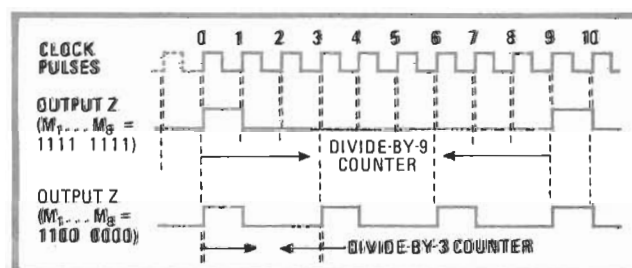 0 1 2 3 4 5 6 7 8 9 10
CLOCK
PULSES
OUTPUT Z
(M₁... M₈ =
1111 1111)
DIVIDE-BY-9
COUNTER
OUTPUT Z
(M₁... M₈ =
1100 0000)
DIVIDE-BY-3 COUNTER